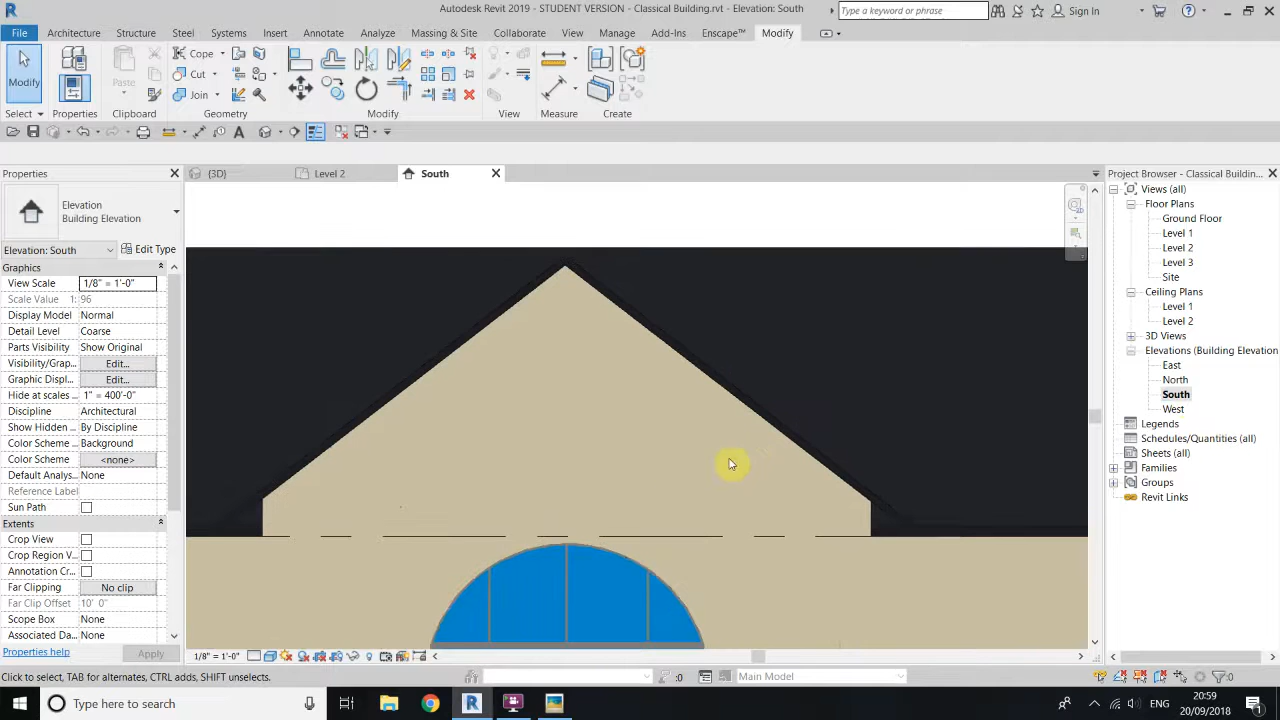 Autodesk Revit 2019 - STUDENT VERSION - Classical Building.rvt - Elevation: South
Type a keyword or phrase
Sign In
File Architecture Structure Steel Systems Insert Annotate Analyze Massing & Site Collaborate View Manage Add-Ins Enscape™ Modify
Modify Paste Cope Cut Join
Select Properties Clipboard Geometry Modify View Measure Create
Properties
{3D} Level 2 South
Project Browser - Classical Building...
Elevation
Building Elevation
Elevation: South
Edit Type
Graphics
View Scale 1/8" = 1'-0"
Scale Value 1: 96
Display Model Normal
Detail Level Coarse
Parts Visibility Show Original
Visibility/Grap... Edit...
Graphic Displ... Edit...
Hide at scales ... 1" = 400'-0"
Discipline Architectural
Show Hidden ... By Discipline
Color Scheme ... Background
Color Scheme <none>
Default Analys... None
Reference Label
Sun Path
Extents
Crop View
Crop Region V...
Annotation Cr...
Far Clipping No clip
Far Clip Offset 10' 0"
Scope Box None
Associated Da... None
Properties help Apply
Views (all)
Floor Plans
Ground Floor
Level 1
Level 2
Level 3
Site
Ceiling Plans
Level 1
Level 2
3D Views
Elevations (Building Elevation
East
North
South
West
Legends
Schedules/Quantities (all)
Sheets (all)
Families
Groups
Revit Links
1/8" = 1'-0"
Click to select, TAB for alternates, CTRL adds, SHIFT unselects.
:0
Main Model
:0
Type here to search
ENG
20:59
20/09/2018